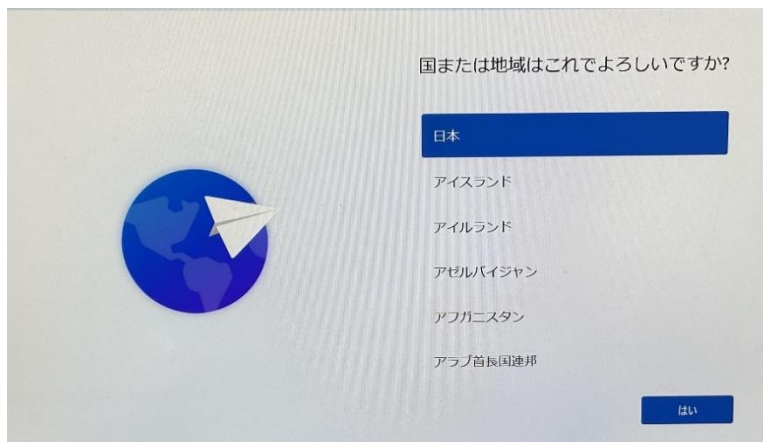 国または地域はこれでよろしいですか?
日本
アイスランド
アイルランド
アゼルバイジャン
アフガニスタン
アラブ首長国連邦
はい